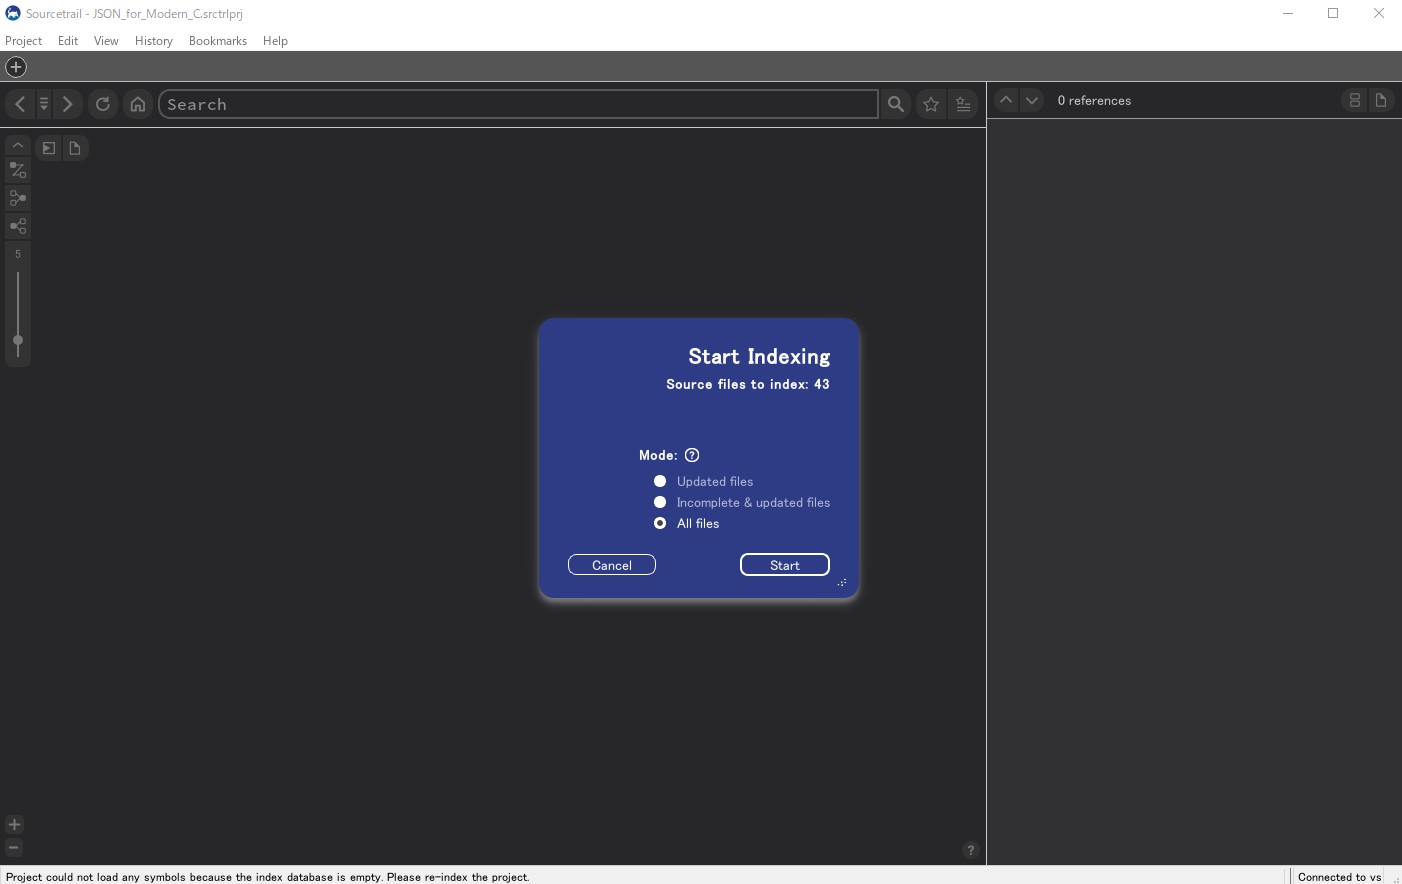 Sourcetrail - JSON_for_Modern_C.srctrlprj
Project Edit View History Bookmarks Help
Search
0 references
5
Start Indexing
Source files to index: 43
Mode: ?
Updated files
Incomplete & updated files
All files
Cancel Start
?
Project could not load any symbols because the index database is empty. Please re-index the project.
Connected to vs